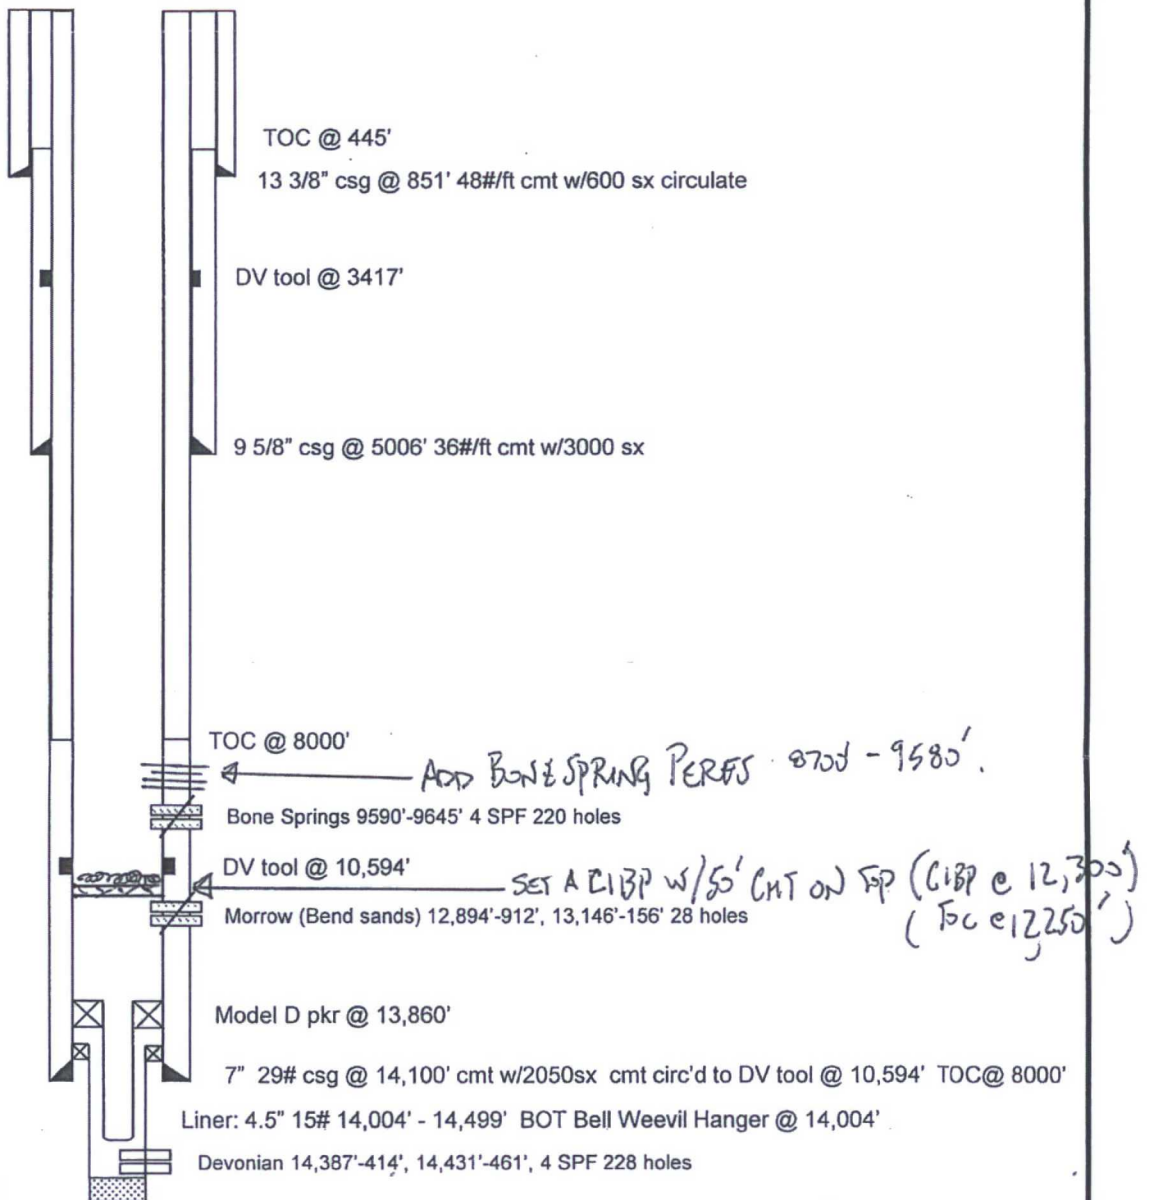 TOC @ 445'
13 3/8" csg @ 851' 48#/ft cmt w/600 sx circulate
DV tool @ 3417'
9 5/8" csg @ 5006' 36#/ft cmt w/3000 sx
TOC @ 8000'
ADD BONE SPRING PERFS 8700' - 9580'.
Bone Springs 9590'-9645' 4 SPF 220 holes
DV tool @ 10,594'
SET A CIBP W/50' CMT ON TOP (CIBP @ 12,300')
(TOC @ 12,250')
Morrow (Bend sands) 12,894'-912', 13,146'-156' 28 holes
Model D pkr @ 13,860'
7" 29# csg @ 14,100' cmt w/2050sx cmt circ'd to DV tool @ 10,594' TOC@ 8000'
Liner: 4.5" 15# 14,004' - 14,499' BOT Bell Weevil Hanger @ 14,004'
Devonian 14,387'-414', 14,431'-461', 4 SPF 228 holes